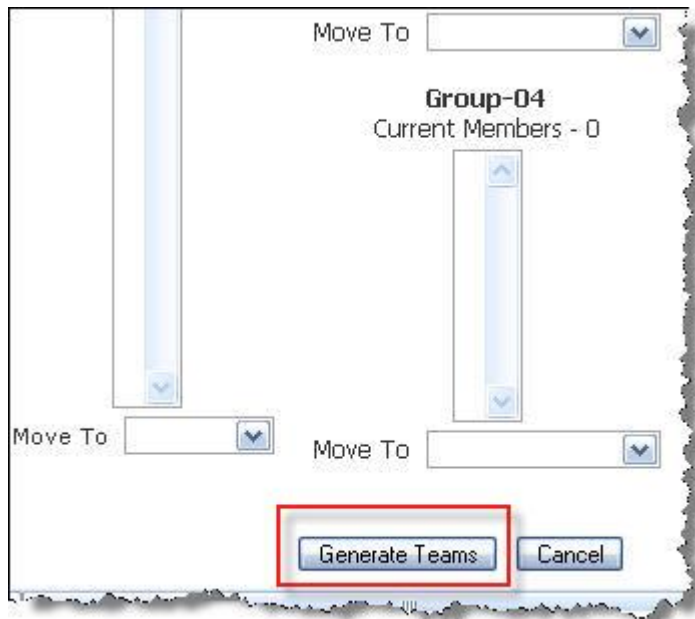 Move To
Group-04
Current Members - 0
Move To
Move To
Generate Teams
Cancel